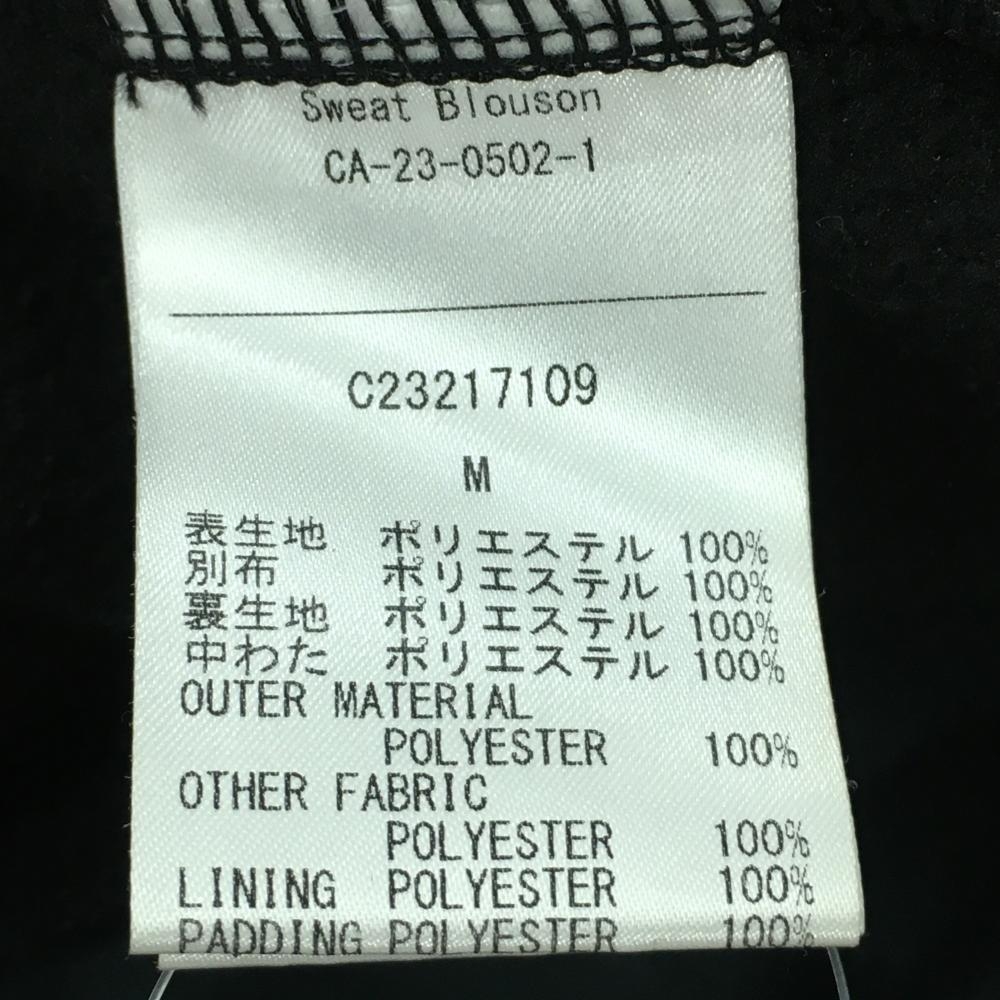 Sweat Blouson
CA-23-0502-1
C23217109
M
表生地 ポリエステル 100%
別布 ポリエステル 100%
裏生地 ポリエステル 100%
中わた ポリエステル 100%
OUTER MATERIAL
POLYESTER 100%
OTHER FABRIC
POLYESTER 100%
LINING POLYESTER 100%
PADDING POLYESTER 100%